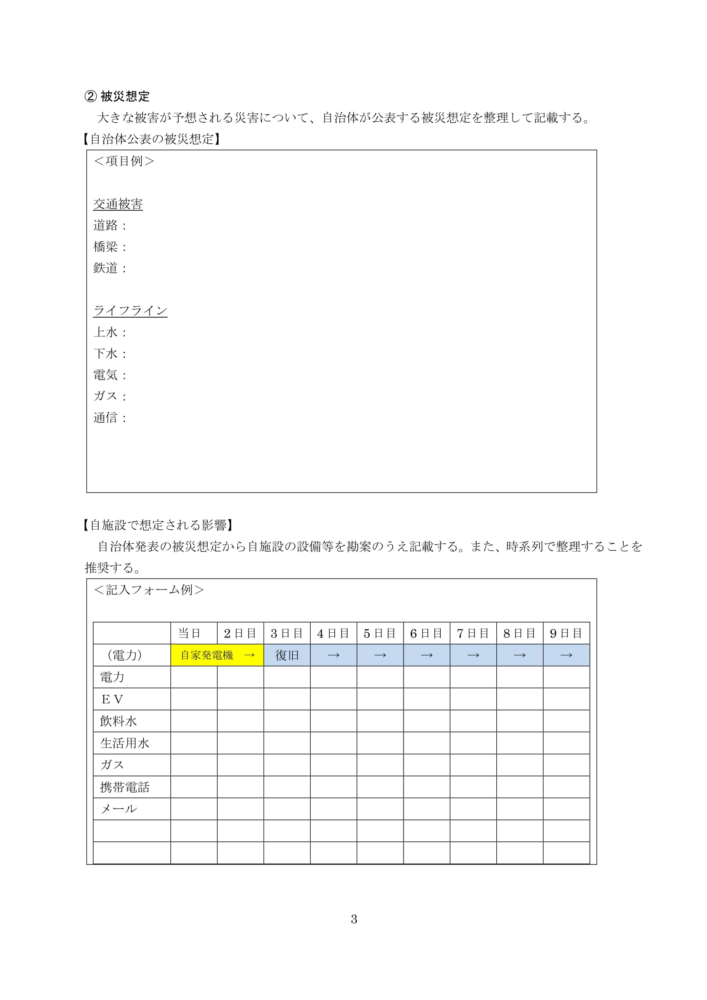 ② 被災想定
大きな被害が予想される災害について、自治体が公表する被災想定を整理して記載する。
【自治体公表の被災想定】
＜項目例＞
交通被害
道路：
橋梁：
鉄道：
ライフライン
上水：
下水：
電気：
ガス：
通信：
【自施設で想定される影響】
自治体発表の被災想定から自施設の設備等を勘案のうえ記載する。また、時系列で整理することを
推奨する。
＜記入フォーム例＞
当日 2日目 3日目 4日目 5日目 6日目 7日目 8日目 9日目
（電力） 自家発電機 → 復旧 → → → → → →
電力
ＥＶ
飲料水
生活用水
ガス
携帯電話
メール
3